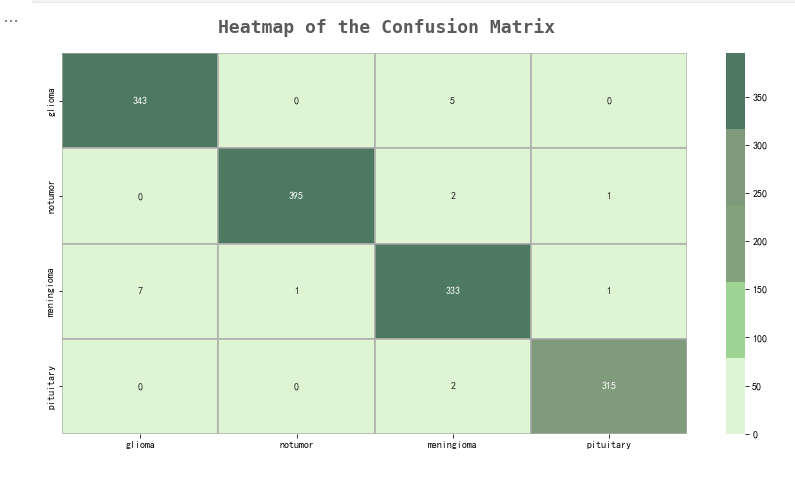 ...
Heatmap of the Confusion Matrix
glioma 343 0 5 0
notumor 0 395 2 1
meningioma 7 1 333 1
pituitary 0 0 2 315
glioma notumor meningioma pituitary
350
300
250
200
150
100
50
0